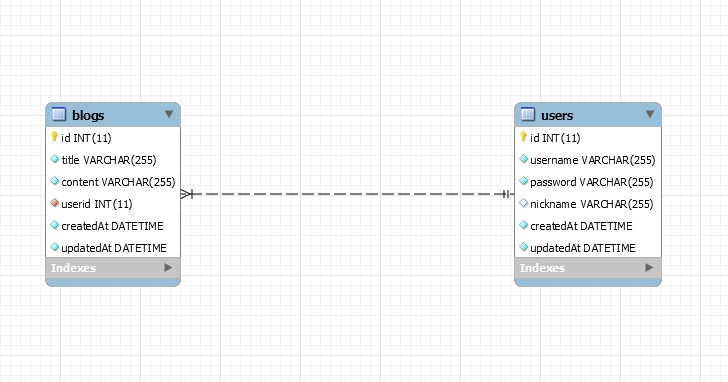 blogs
id INT(11)
title VARCHAR(255)
content VARCHAR(255)
userid INT(11)
createdAt DATETIME
updatedAt DATETIME
Indexes
users
id INT(11)
username VARCHAR(255)
password VARCHAR(255)
nickname VARCHAR(255)
createdAt DATETIME
updatedAt DATETIME
Indexes